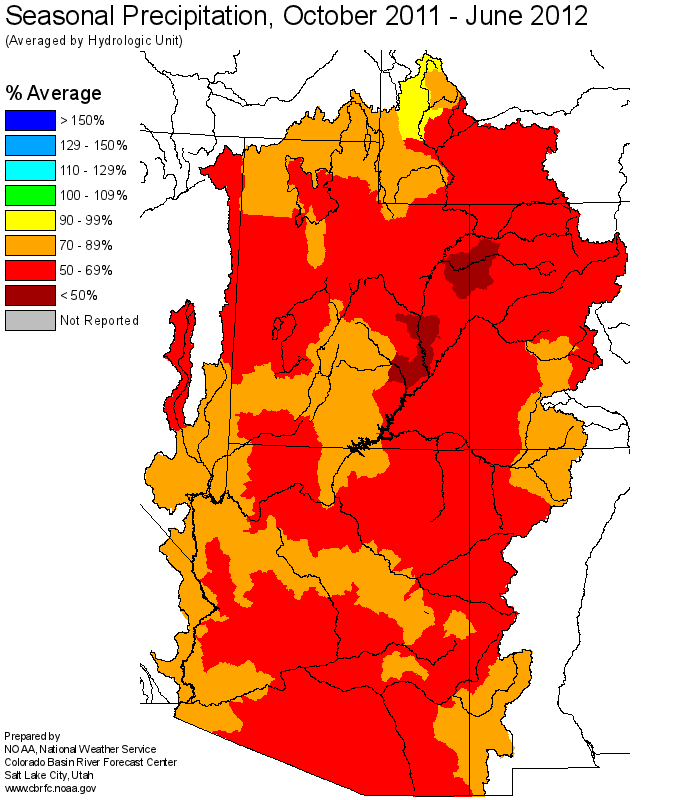 Seasonal Precipitation, October 2011 - June 2012
(Averaged by Hydrologic Unit)
% Average
> 150%
129 - 150%
110 - 129%
100 - 109%
90 - 99%
70 - 89%
50 - 69%
< 50%
Not Reported
Prepared by
NOAA, National Weather Service
Colorado Basin River Forecast Center
Salt Lake City, Utah
www.cbrfc.noaa.gov